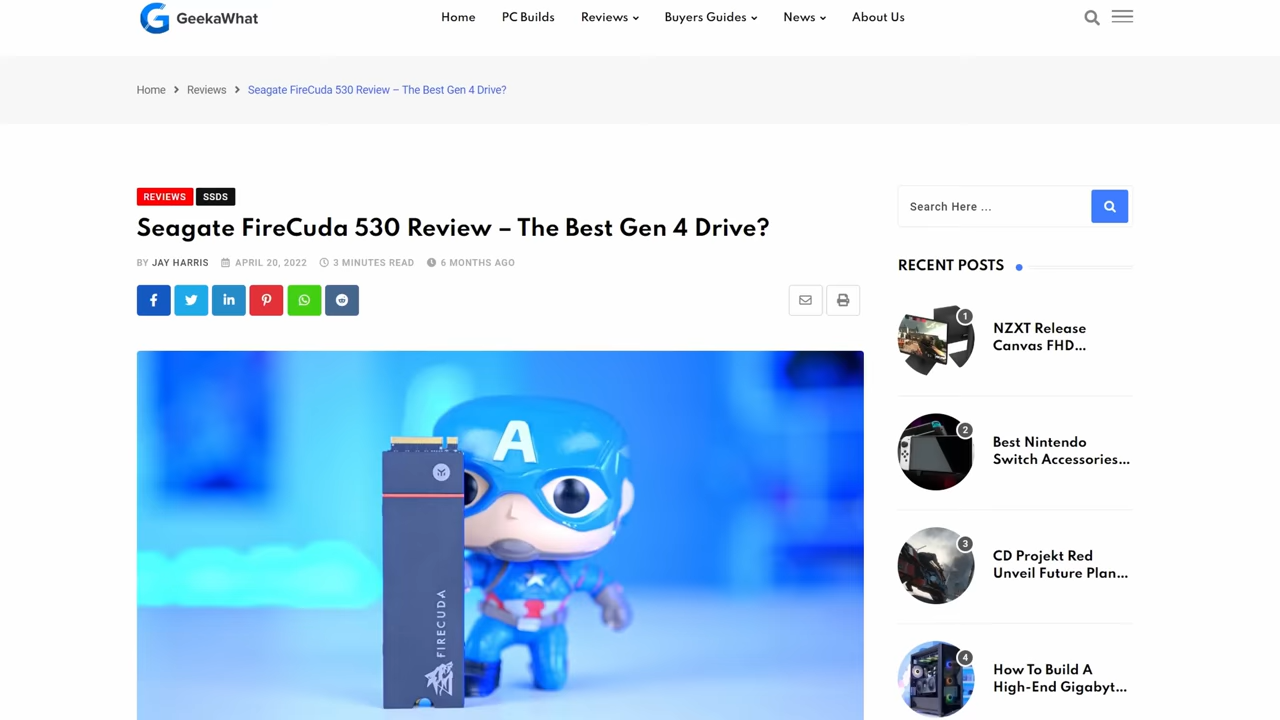 GeekaWhat
Home
PC Builds
Reviews
Buyers Guides
News
About Us
Home
Reviews
Seagate FireCuda 530 Review – The Best Gen 4 Drive?
REVIEWS
SSDS
Seagate FireCuda 530 Review – The Best Gen 4 Drive?
BY JAY HARRIS
APRIL 20, 2022
3 MINUTES READ
6 MONTHS AGO
A
FIRECUDA
Search Here ...
RECENT POSTS
1
NZXT Release
Canvas FHD...
2
Best Nintendo
Switch Accessories...
3
CD Projekt Red
Unveil Future Plan...
4
How To Build A
High-End Gigabyt...